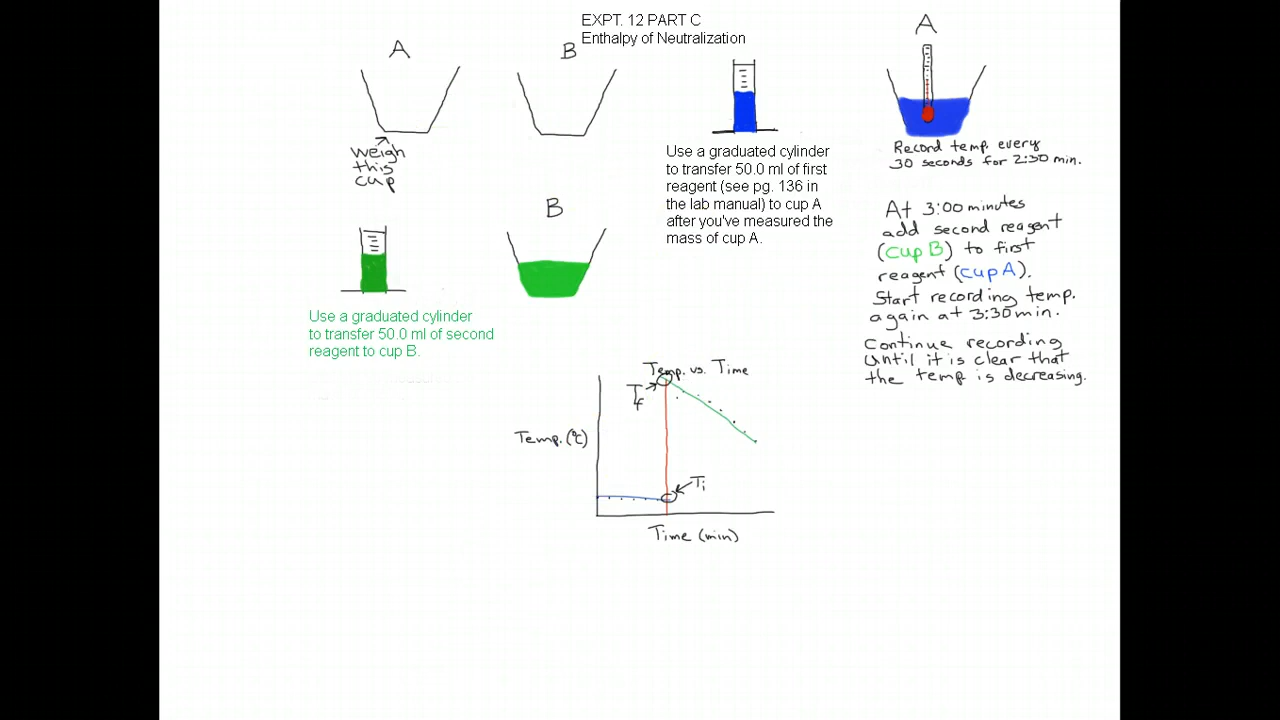 EXPT. 12 PART C
Enthalpy of Neutralization
A
B
weigh
this
cup
Use a graduated cylinder
to transfer 50.0 ml of first
reagent (see pg. 136 in
the lab manual) to cup A
after you've measured the
mass of cup A.
A
Record temp. every
30 seconds for 2:30 min.
At 3:00 minutes
add second reagent
(cup B) to first
reagent (cup A).
Start recording temp.
again at 3:30 min.
Continue recording
until it is clear that
the temp is decreasing.
B
Use a graduated cylinder
to transfer 50.0 ml of second
reagent to cup B.
Temp. vs. Time
Tf
Temp. (°C)
Ti
Time (min)